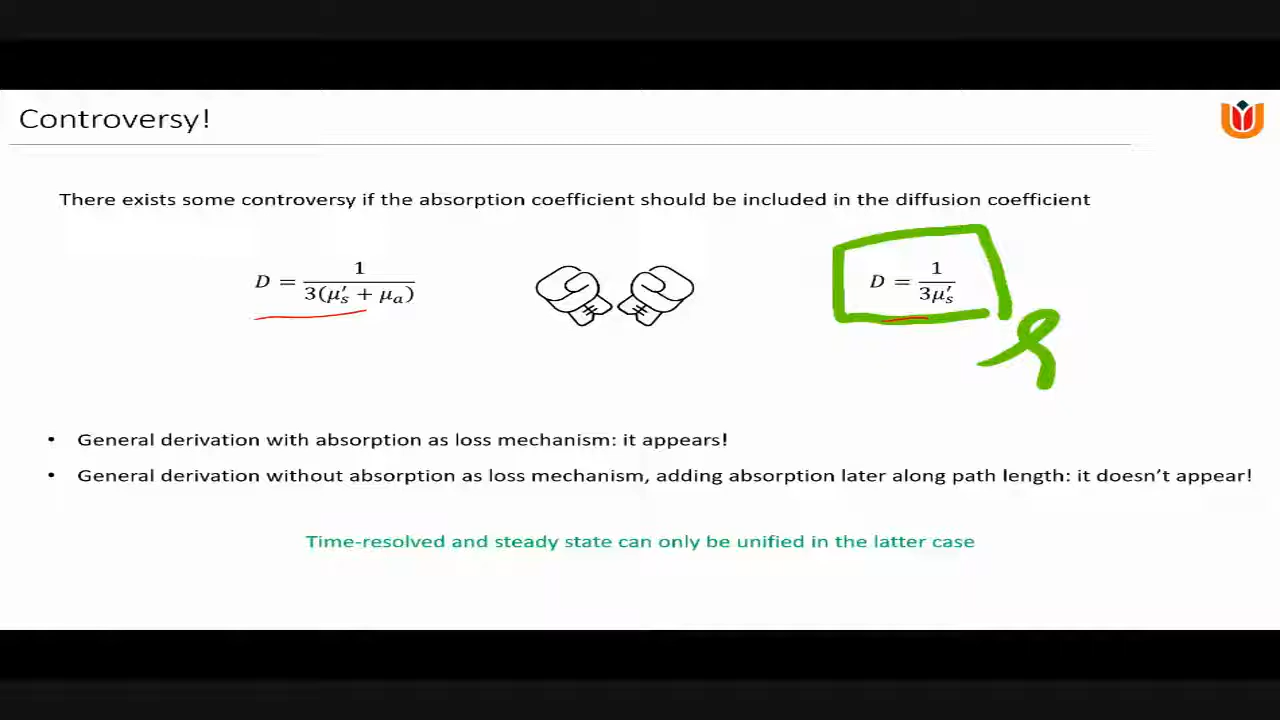 Controversy!
There exists some controversy if the absorption coefficient should be included in the diffusion coefficient
D = 1 / 3(μ′ₛ + μₐ)
D = 1 / 3μ′ₛ
• General derivation with absorption as loss mechanism: it appears!
• General derivation without absorption as loss mechanism, adding absorption later along path length: it doesn’t appear!
Time-resolved and steady state can only be unified in the latter case